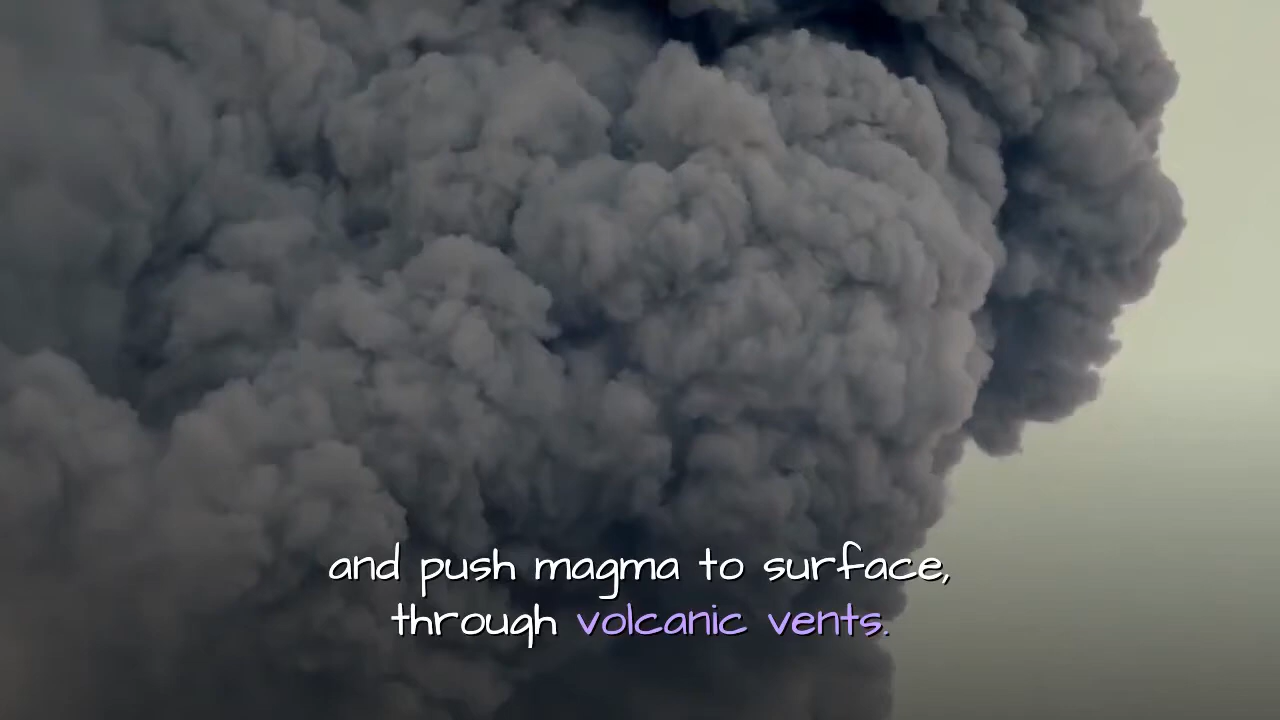 and push magma to surface,
through volcanic vents.